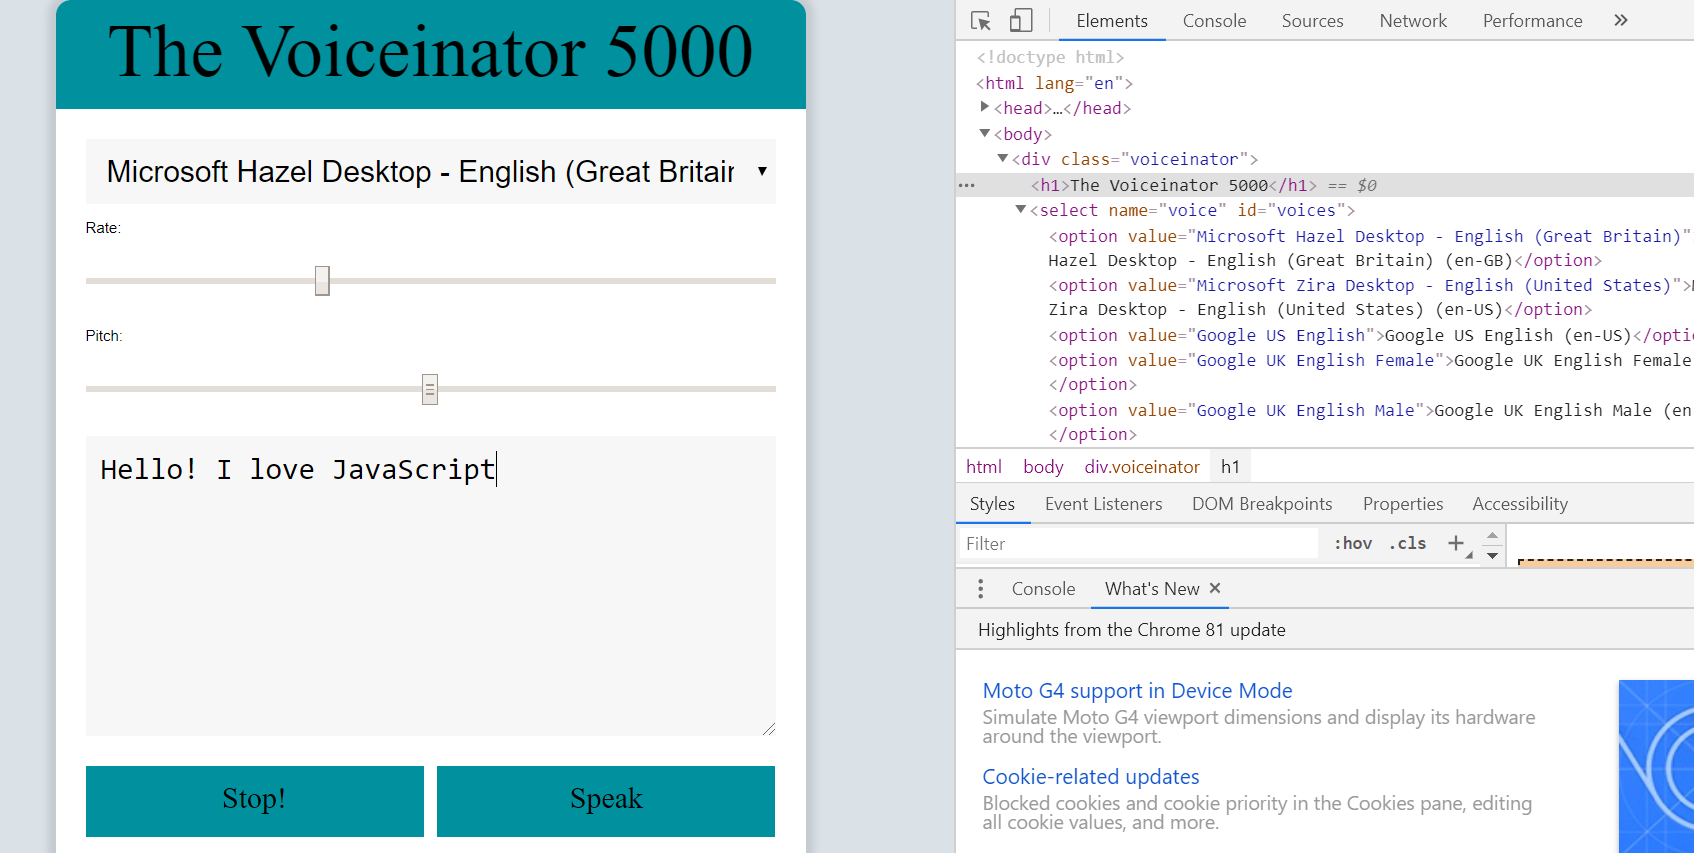 The Voiceinator 5000
Microsoft Hazel Desktop - English (Great Britain
Rate:
Pitch:
Hello! I love JavaScript
Stop!
Speak
Elements Console Sources Network Performance »
<!doctype html>
<html lang="en">
<head>…</head>
<body>
<div class="voiceinator">
… <h1>The Voiceinator 5000</h1> == $0
<select name="voice" id="voices">
<option value="Microsoft Hazel Desktop - English (Great Britain)"
Hazel Desktop - English (Great Britain) (en-GB)</option>
<option value="Microsoft Zira Desktop - English (United States)">
Zira Desktop - English (United States) (en-US)</option>
<option value="Google US English">Google US English (en-US)</opti
<option value="Google UK English Female">Google UK English Female
</option>
<option value="Google UK English Male">Google UK English Male (en
</option>
html body div.voiceinator h1
Styles Event Listeners DOM Breakpoints Properties Accessibility
Filter :hov .cls +
Console What's New ×
Highlights from the Chrome 81 update
Moto G4 support in Device Mode
Simulate Moto G4 viewport dimensions and display its hardware
around the viewport.
Cookie-related updates
Blocked cookies and cookie priority in the Cookies pane, editing
all cookie values, and more.